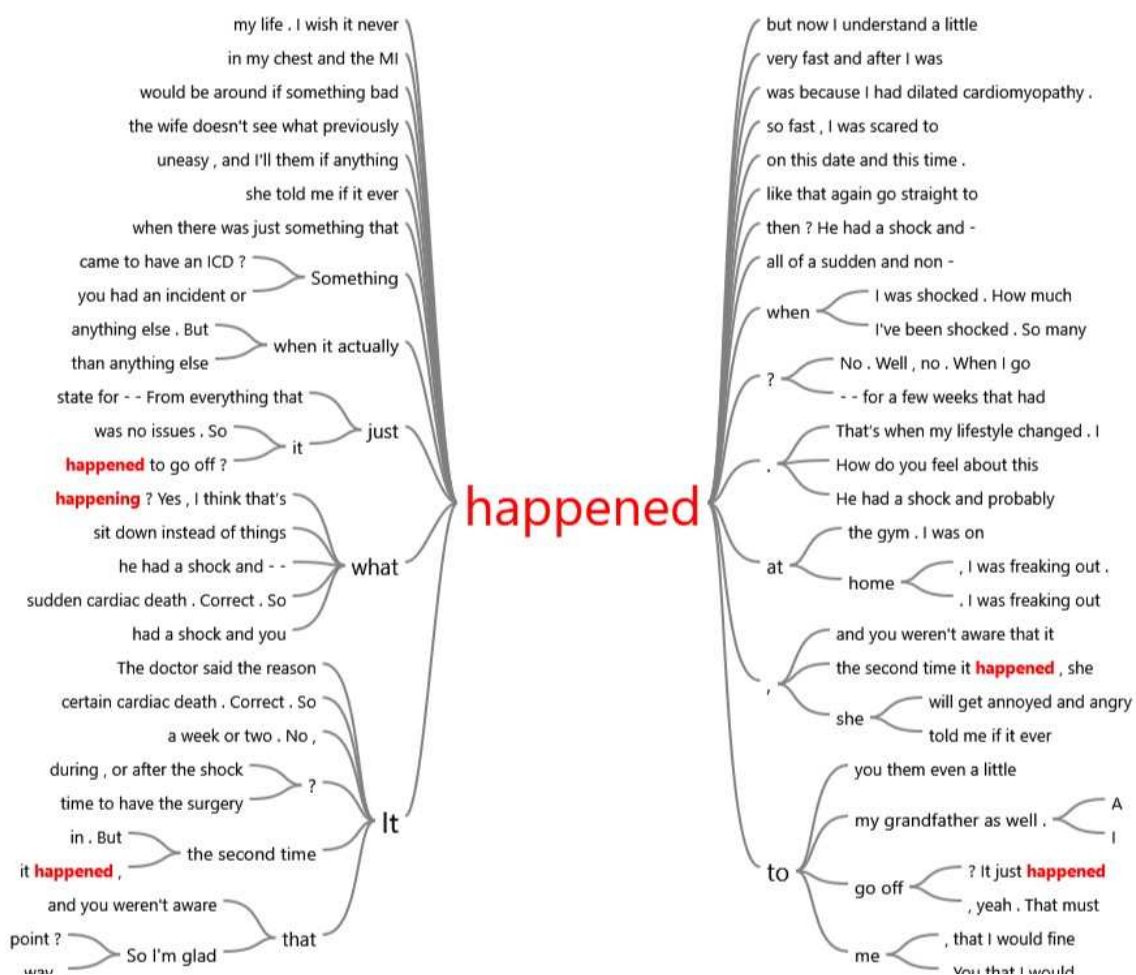 my life . I wish it never
in my chest and the MI
would be around if something bad
the wife doesn't see what previously
uneasy , and I'll them if anything
she told me if it ever
when there was just something that
came to have an ICD ?
you had an incident or
Something
anything else . But
than anything else
when it actually
state for - - From everything that
was no issues . So
happened to go off ?
it
just
happening ? Yes , I think that's
sit down instead of things
he had a shock and - -
sudden cardiac death . Correct . So
had a shock and you
what
The doctor said the reason
certain cardiac death . Correct . So
a week or two . No ,
during , or after the shock
time to have the surgery
?
in . But
it happened ,
the second time
and you weren't aware
point ?
way
So I'm glad
that
It
happened
but now I understand a little
very fast and after I was
was because I had dilated cardiomyopathy .
so fast , I was scared to
on this date and this time .
like that again go straight to
then ? He had a shock and -
all of a sudden and non -
when
I was shocked . How much
I've been shocked . So many
?
No . Well , no . When I go
- - for a few weeks that had
.
That's when my lifestyle changed . I
How do you feel about this
He had a shock and probably
at
the gym . I was on
home
, I was freaking out .
. I was freaking out
,
and you weren't aware that it
the second time it happened , she
she
will get annoyed and angry
told me if it ever
to
you them even a little
my grandfather as well .
A
I
go off
? It just happened
, yeah . That must
me
, that I would fine
You that I would